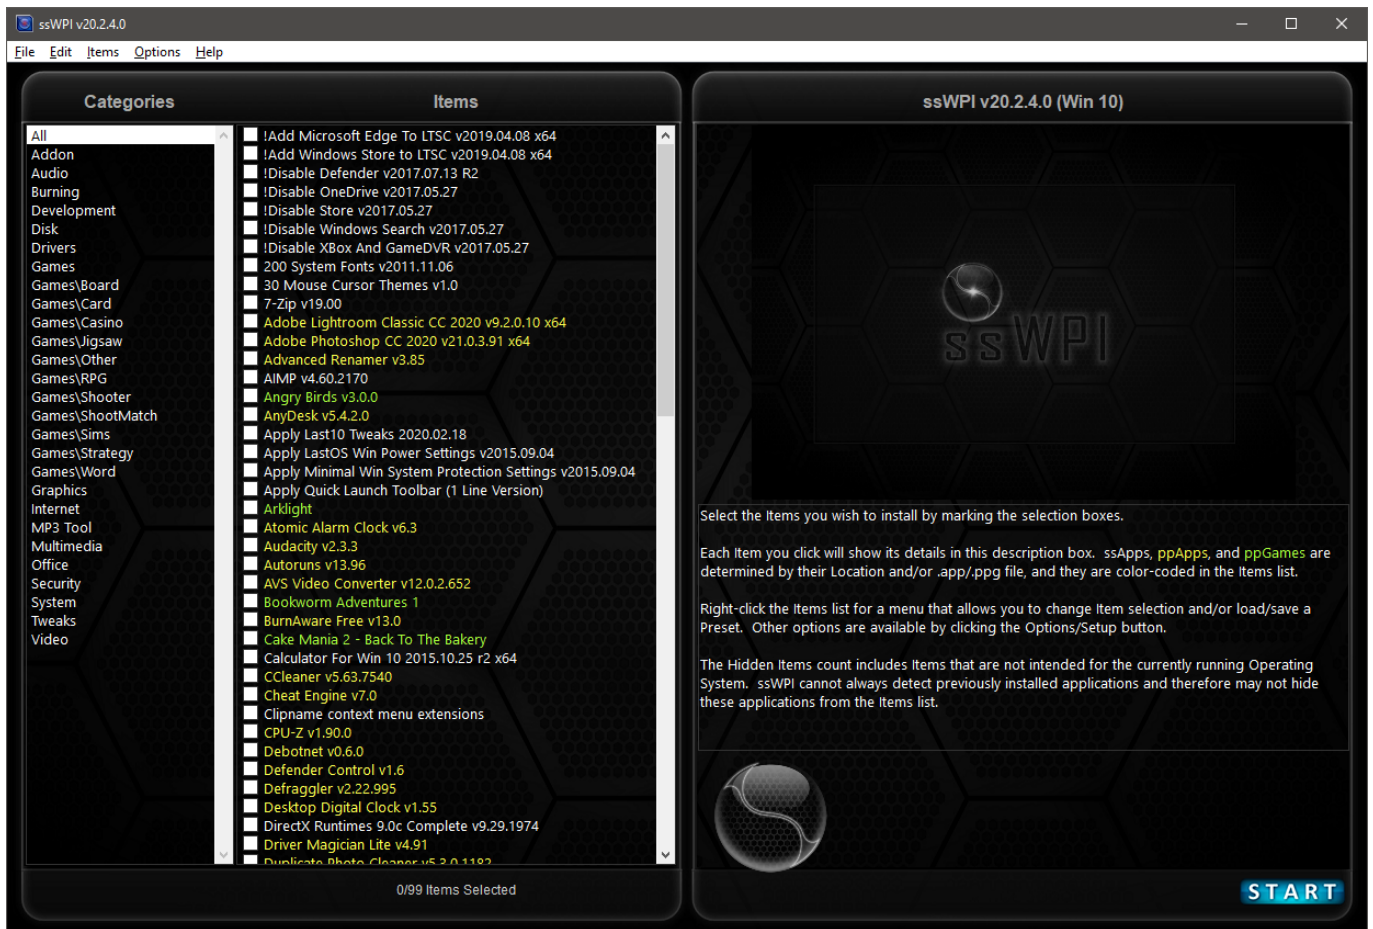 ssWPI v20.2.4.0
File Edit Items Options Help
Categories
Items
All
Addon
Audio
Burning
Development
Disk
Drivers
Games
Games\Board
Games\Card
Games\Casino
Games\Jigsaw
Games\Other
Games\RPG
Games\Shooter
Games\ShootMatch
Games\Sims
Games\Strategy
Games\Word
Graphics
Internet
MP3 Tool
Multimedia
Office
Security
System
Tweaks
Video
!Add Microsoft Edge To LTSC v2019.04.08 x64
!Add Windows Store to LTSC v2019.04.08 x64
!Disable Defender v2017.07.13 R2
!Disable OneDrive v2017.05.27
!Disable Store v2017.05.27
!Disable Windows Search v2017.05.27
!Disable XBox And GameDVR v2017.05.27
200 System Fonts v2011.11.06
30 Mouse Cursor Themes v1.0
7-Zip v19.00
Adobe Lightroom Classic CC 2020 v9.2.0.10 x64
Adobe Photoshop CC 2020 v21.0.3.91 x64
Advanced Renamer v3.85
AIMP v4.60.2170
Angry Birds v3.0.0
AnyDesk v5.4.2.0
Apply Last10 Tweaks 2020.02.18
Apply LastOS Win Power Settings v2015.09.04
Apply Minimal Win System Protection Settings v2015.09.04
Apply Quick Launch Toolbar (1 Line Version)
Arklight
Atomic Alarm Clock v6.3
Audacity v2.3.3
Autoruns v13.96
AVS Video Converter v12.0.2.652
Bookworm Adventures 1
BurnAware Free v13.0
Cake Mania 2 - Back To The Bakery
Calculator For Win 10 2015.10.25 r2 x64
CCleaner v5.63.7540
Cheat Engine v7.0
Clipname context menu extensions
CPU-Z v1.90.0
Debotnet v0.6.0
Defender Control v1.6
Defraggler v2.22.995
Desktop Digital Clock v1.55
DirectX Runtimes 9.0c Complete v9.29.1974
Driver Magician Lite v4.91
Duplicate Photo Cleaner v5.3.0.1182
0/99 Items Selected
ssWPI v20.2.4.0 (Win 10)
ssWPI
Select the Items you wish to install by marking the selection boxes.
Each Item you click will show its details in this description box. ssApps, ppApps, and ppGames are
determined by their Location and/or .app/.ppg file, and they are color-coded in the Items list.
Right-click the Items list for a menu that allows you to change Item selection and/or load/save a
Preset. Other options are available by clicking the Options/Setup button.
The Hidden Items count includes Items that are not intended for the currently running Operating
System. ssWPI cannot always detect previously installed applications and therefore may not hide
these applications from the Items list.
START